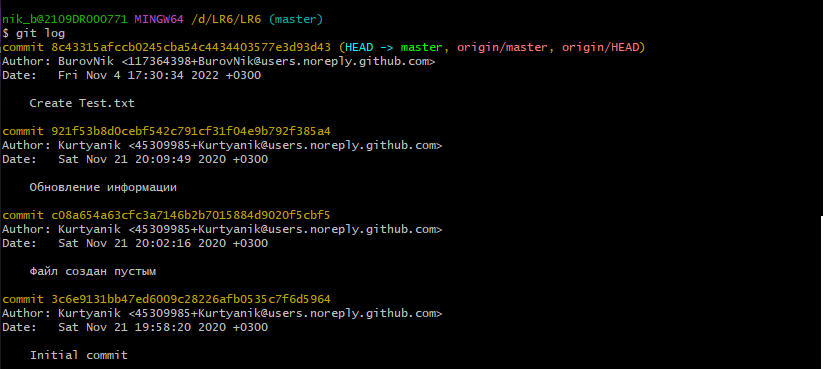 nik_b@2109DR000771 MINGW64 /d/LR6/LR6 (master)
$ git log
commit 8c43315afccb0245cba54c4434403577e3d93d43 (HEAD -> master, origin/master, origin/HEAD)
Author: BurovNik <117364398+BurovNik@users.noreply.github.com>
Date:   Fri Nov 4 17:30:34 2022 +0300
    Create Test.txt
commit 921f53b8d0cebf542c791cf31f04e9b792f385a4
Author: Kurtyanik <45309985+Kurtyanik@users.noreply.github.com>
Date:   Sat Nov 21 20:09:49 2020 +0300
    Обновление информации
commit c08a654a63cfc3a7146b2b7015884d9020f5cbf5
Author: Kurtyanik <45309985+Kurtyanik@users.noreply.github.com>
Date:   Sat Nov 21 20:02:16 2020 +0300
    Файл создан пустым
commit 3c6e9131bb47ed6009c28226afb0535c7f6d5964
Author: Kurtyanik <45309985+Kurtyanik@users.noreply.github.com>
Date:   Sat Nov 21 19:58:20 2020 +0300
    Initial commit